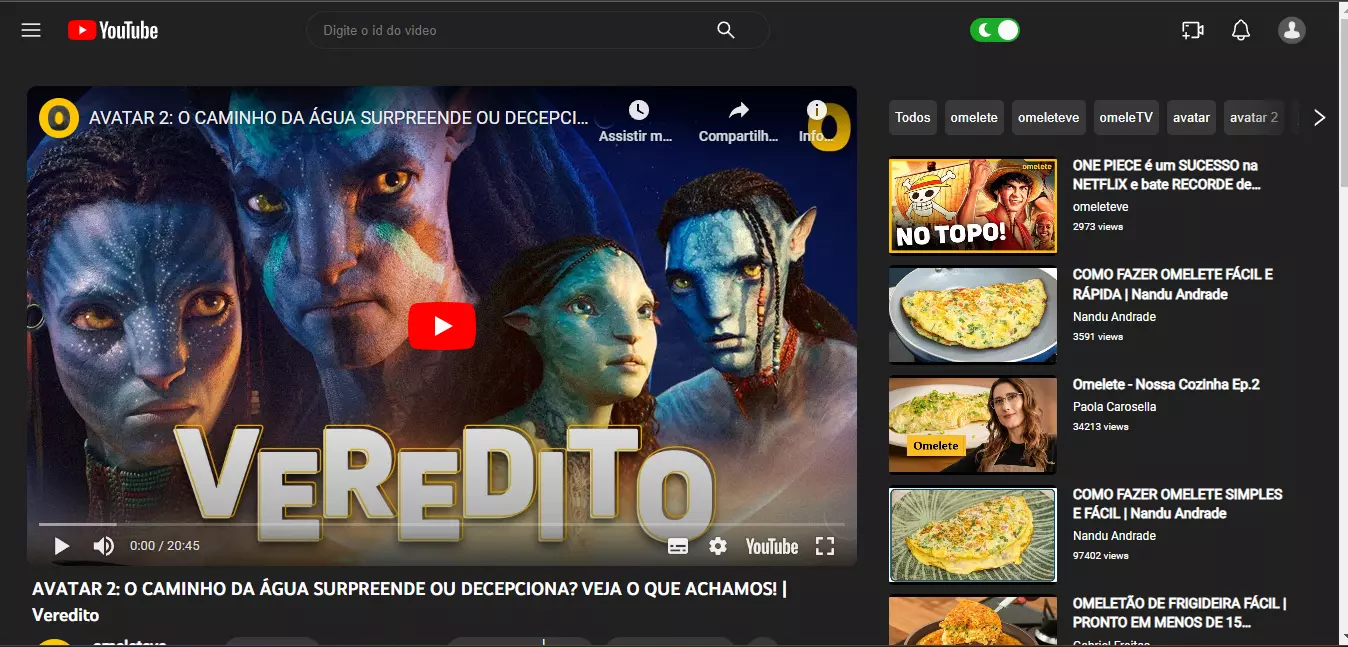 YouTube
Digite o id do video
AVATAR 2: O CAMINHO DA ÁGUA SURPREENDE OU DECEPCI...
Assistir m...
Compartilh...
Info...
VEREDITO
0:00 / 20:45
YouTube
AVATAR 2: O CAMINHO DA ÁGUA SURPREENDE OU DECEPCIONA? VEJA O QUE ACHAMOS! |
Veredito
omeleteve
Todos
omelete
omeleteve
omeleTV
avatar
avatar 2
omelete
NO TOPO!
ONE PIECE é um SUCESSO na
NETFLIX e bate RECORDE de...
omeleteve
2973 views
COMO FAZER OMELETE FÁCIL E
RÁPIDA | Nandu Andrade
Nandu Andrade
3591 views
Omelete
Omelete - Nossa Cozinha Ep.2
Paola Carosella
34213 views
COMO FAZER OMELETE SIMPLES
E FÁCIL | Nandu Andrade
Nandu Andrade
97402 views
OMELETÃO DE FRIGIDEIRA FÁCIL |
PRONTO EM MENOS DE 15...
Gabriel Freitas